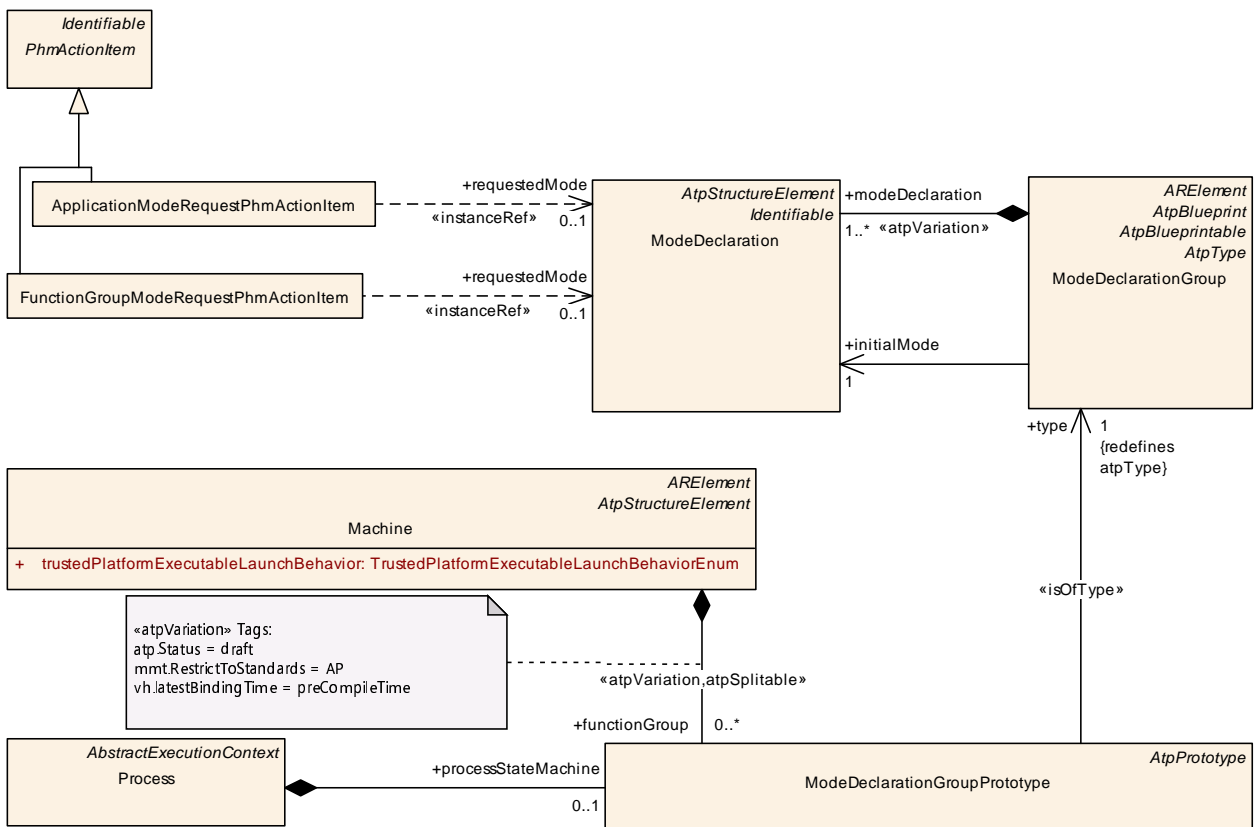 Identifiable
PhmActionItem
ApplicationModeRequestPhmActionItem
+requestedMode
«instanceRef»
0..1
FunctionGroupModeRequestPhmActionItem
+requestedMode
«instanceRef»
0..1
AtpStructureElement
Identifiable
ModeDeclaration
+modeDeclaration
1..* «atpVariation»
+initialMode
1
ARElement
AtpBlueprint
AtpBlueprintable
AtpType
ModeDeclarationGroup
+type
1
{redefines
atpType}
«isOfType»
ARElement
AtpStructureElement
Machine
+ trustedPlatformExecutableLaunchBehavior: TrustedPlatformExecutableLaunchBehaviorEnum
«atpVariation» Tags:
atp.Status = draft
mmt.RestrictToStandards = AP
vh.latestBindingTime = preCompileTime
«atpVariation,atpSplitable»
+functionGroup
0..*
AbstractExecutionContext
Process
+processStateMachine
0..1
AtpPrototype
ModeDeclarationGroupPrototype